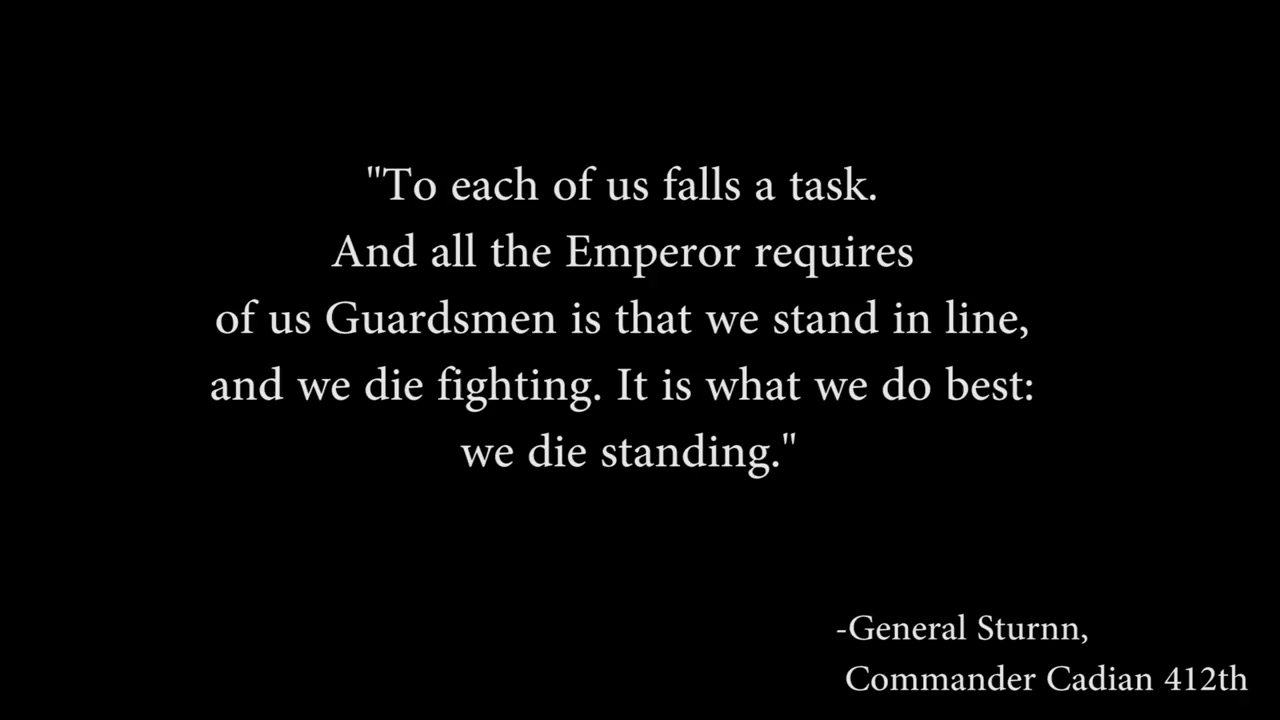 "To each of us falls a task.
And all the Emperor requires
of us Guardsmen is that we stand in line,
and we die fighting. It is what we do best:
we die standing."
-General Sturnn,
Commander Cadian 412th